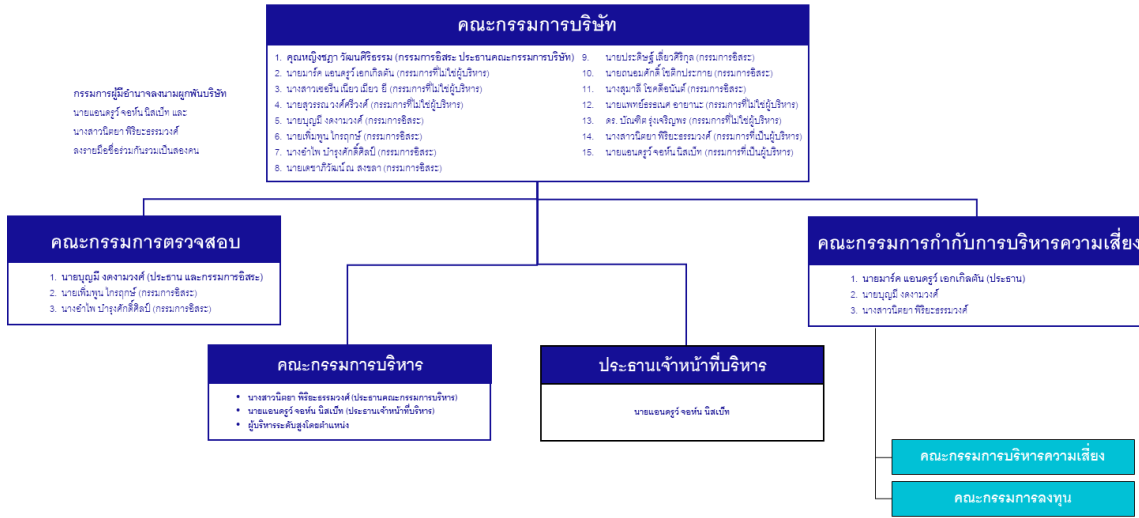 คณะกรรมการบริษัท
1. คุณหญิงชฎา วัฒนศิริธรรม (กรรมการอิสระ ประธานคณะกรรมการบริษัท)
2. นายมาร์ค แอนดรูว์ เอกเกิลตัน (กรรมการที่ไม่ใช่ผู้บริหาร)
3. นางสาวเออรีน เนียว เมียว ยี (กรรมการที่ไม่ใช่ผู้บริหาร)
4. นายสุวรรณ วงศ์ศรีวงศ์ (กรรมการที่ไม่ใช่ผู้บริหาร)
5. นายบุญมี งดงามวงศ์ (กรรมการอิสระ)
6. นายเพิ่มพูน ไกรฤกษ์ (กรรมการอิสระ)
7. นางอำไพ บำรุงศักดิ์ศิลป์ (กรรมการอิสระ)
8. นายเตชาภิวัฒน์ ณ สงขลา (กรรมการอิสระ)
9. นายประดิษฐ์ เลี่ยวศิริกุล (กรรมการอิสระ)
10. นายถนอมศักดิ์ โชติกประกาย (กรรมการอิสระ)
11. นางสุมาลี โชคดีอนันต์ (กรรมการอิสระ)
12. นายแพทย์ธรณเศ อายานะ (กรรมการที่ไม่ใช่ผู้บริหาร)
13. ดร. บัณฑิต รุ่งเจริญพร (กรรมการที่ไม่ใช่ผู้บริหาร)
14. นางสาวนิตยา พิริยะธรรมวงศ์ (กรรมการที่เป็นผู้บริหาร)
15. นายแอนดรูว์ จอห์น นิสเบ็ท (กรรมการที่เป็นผู้บริหาร)
กรรมการผู้มีอำนาจลงนามผูกพันบริษัท
นายแอนดรูว์ จอห์น นิสเบ็ท และ
นางสาวนิตยา พิริยะธรรมวงศ์
ลงรายมือชื่อร่วมกันรวมเป็นสองคน
คณะกรรมการตรวจสอบ
1. นายบุญมี งดงามวงศ์ (ประธาน และกรรมการอิสระ)
2. นายเพิ่มพูน ไกรฤกษ์ (กรรมการอิสระ)
3. นางอำไพ บำรุงศักดิ์ศิลป์ (กรรมการอิสระ)
คณะกรรมการกำกับการบริหารความเสี่ยง
1. นายมาร์ค แอนดรูว์ เอกเกิลตัน (ประธาน)
2. นายบุญมี งดงามวงศ์
3. นางสาวนิตยา พิริยะธรรมวงศ์
คณะกรรมการบริหาร
• นางสาวนิตยา พิริยะธรรมวงศ์ (ประธานคณะกรรมการบริหาร)
• นายแอนดรูว์ จอห์น นิสเบ็ท (ประธานเจ้าหน้าที่บริหาร)
• ผู้บริหารระดับสูงโดยตำแหน่ง
ประธานเจ้าหน้าที่บริหาร
นายแอนดรูว์ จอห์น นิสเบ็ท
คณะกรรมการบริหารความเสี่ยง
คณะกรรมการลงทุน